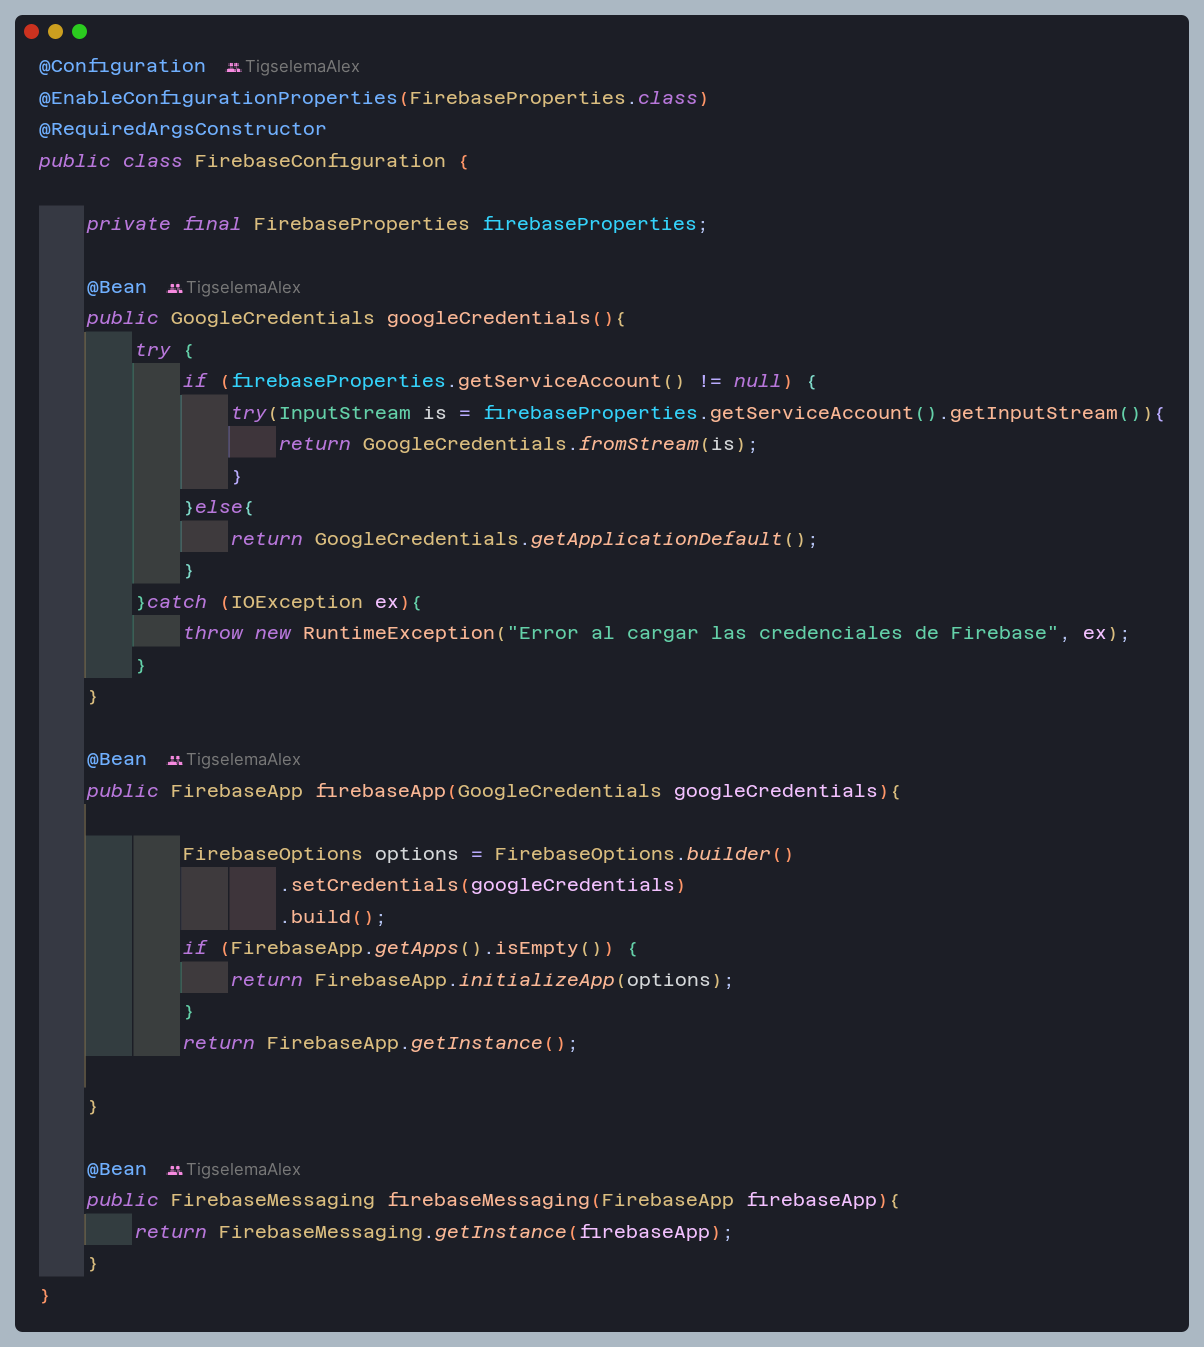 @Configuration TigselemaAlex
@EnableConfigurationProperties(FirebaseProperties.class)
@RequiredArgsConstructor
public class FirebaseConfiguration {
private final FirebaseProperties firebaseProperties;
@Bean TigselemaAlex
public GoogleCredentials googleCredentials(){
try {
if (firebaseProperties.getServiceAccount() != null) {
try(InputStream is = firebaseProperties.getServiceAccount().getInputStream()){
return GoogleCredentials.fromStream(is);
}
}else{
return GoogleCredentials.getApplicationDefault();
}
}catch (IOException ex){
throw new RuntimeException("Error al cargar las credenciales de Firebase", ex);
}
}
@Bean TigselemaAlex
public FirebaseApp firebaseApp(GoogleCredentials googleCredentials){
FirebaseOptions options = FirebaseOptions.builder()
.setCredentials(googleCredentials)
.build();
if (FirebaseApp.getApps().isEmpty()) {
return FirebaseApp.initializeApp(options);
}
return FirebaseApp.getInstance();
}
@Bean TigselemaAlex
public FirebaseMessaging firebaseMessaging(FirebaseApp firebaseApp){
return FirebaseMessaging.getInstance(firebaseApp);
}
}